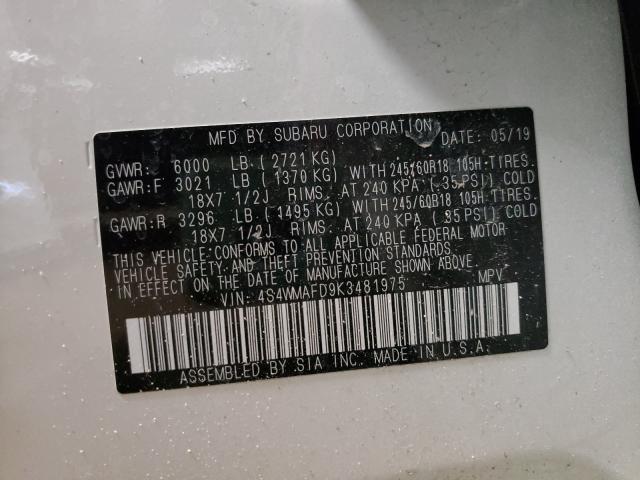 MFD BY SUBARU CORPORATION DATE: 05/19
GVWR: 6000 LB ( 2721 KG)
GAWR:F 3021 LB ( 1370 KG) WITH 245/60R18 105H TIRES.
18X7 1/2J RIMS. AT 240 KPA ( 35 PSI) COLD
GAWR:R 3296 LB ( 1495 KG) WITH 245/60R18 105H TIRES.
18X7 1/2J RIMS. AT 240 KPA ( 35 PSI) COLD
THIS VEHICLE CONFORMS TO ALL APPLICABLE FEDERAL MOTOR
VEHICLE SAFETY AND THEFT PREVENTION STANDARDS
IN EFFECT ON THE DATE OF MANUFACTURE SHOWN ABOVE.
VIN: 4S4WMAFD9K3481975 MPV
ASSEMBLED BY SIA INC. MADE IN U.S.A.